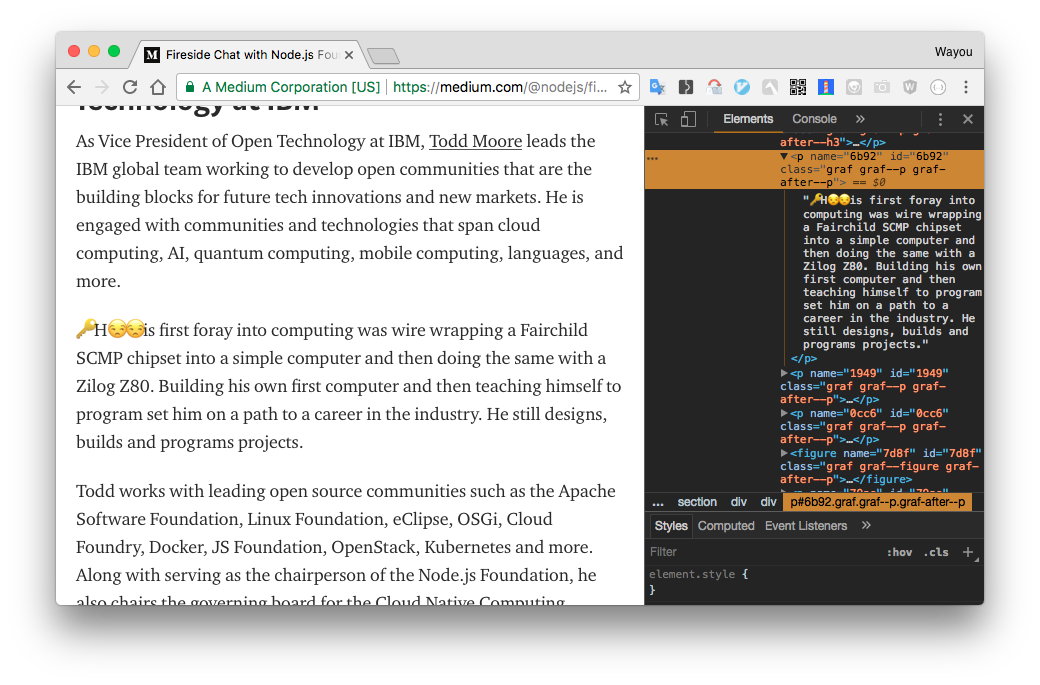 Fireside Chat with Node.js Fou
Wayou
A Medium Corporation [US] | https://medium.com/@nodejs/fi...
Technology at IBM
As Vice President of Open Technology at IBM, Todd Moore leads the
IBM global team working to develop open communities that are the
building blocks for future tech innovations and new markets. He is
engaged with communities and technologies that span cloud
computing, AI, quantum computing, mobile computing, languages, and
more.
🔑H😒😒is first foray into computing was wire wrapping a Fairchild
SCMP chipset into a simple computer and then doing the same with a
Zilog Z80. Building his own first computer and then teaching himself to
program set him on a path to a career in the industry. He still designs,
builds and programs projects.
Todd works with leading open source communities such as the Apache
Software Foundation, Linux Foundation, eClipse, OSGi, Cloud
Foundry, Docker, JS Foundation, OpenStack, Kubernetes and more.
Along with serving as the chairperson of the Node.js Foundation, he
also chairs the governing board for the Cloud Native Computing
Elements Console »
after--h3">…</p>
…
▼<p name="6b92" id="6b92"
class="graf graf--p graf-
after--p"> == $0
"🔑H😒😒is first foray into
computing was wire wrapping
a Fairchild SCMP chipset
into a simple computer and
then doing the same with a
Zilog Z80. Building his own
first computer and then
teaching himself to program
set him on a path to a
career in the industry. He
still designs, builds and
programs projects."
</p>
▶<p name="1949" id="1949"
class="graf graf--p graf-
after--p">…</p>
▶<p name="0cc6" id="0cc6"
class="graf graf--p graf-
after--p">…</p>
▶<figure name="7d8f" id="7d8f"
class="graf graf--figure graf-
after--p">…</figure>
... section div div p#6b92.graf.graf--p.graf-after--p
Styles Computed Event Listeners »
Filter :hov .cls +
element.style {
}